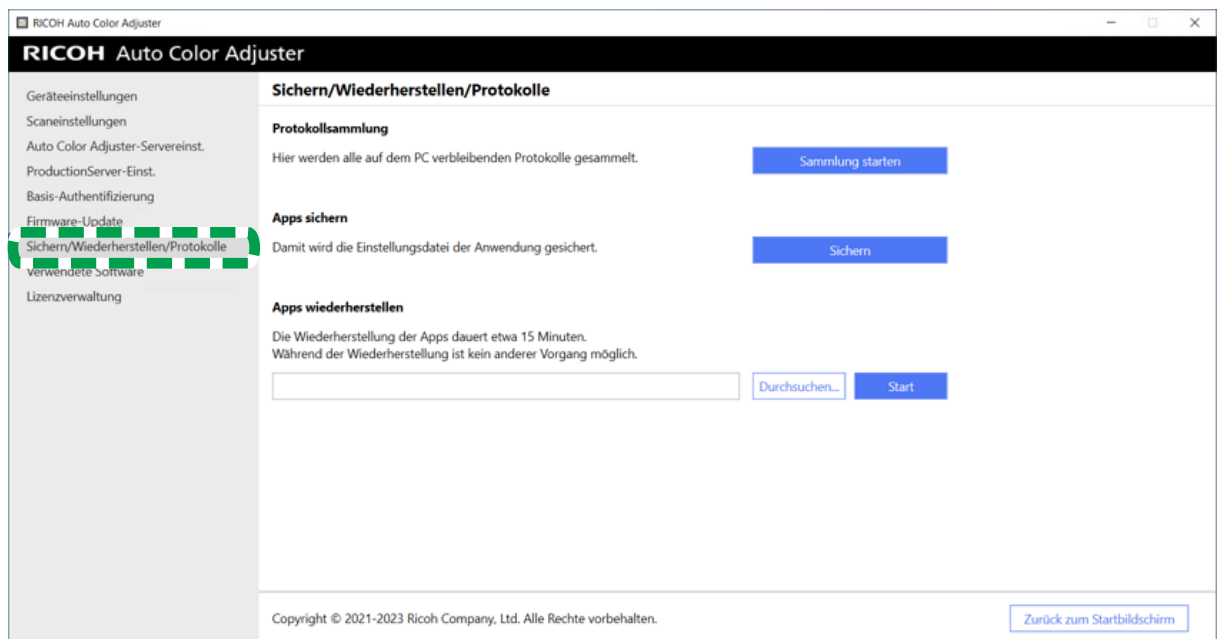 RICOH Auto Color Adjuster
RICOH Auto Color Adjuster
Geräteeinstellungen
Scaneinstellungen
Auto Color Adjuster-Servereinst.
ProductionServer-Einst.
Basis-Authentifizierung
Firmware-Update
Sichern/Wiederherstellen/Protokolle
Verwendete Software
Lizenzverwaltung
Sichern/Wiederherstellen/Protokolle
Protokollsammlung
Hier werden alle auf dem PC verbleibenden Protokolle gesammelt.
Sammlung starten
Apps sichern
Damit wird die Einstellungsdatei der Anwendung gesichert.
Sichern
Apps wiederherstellen
Die Wiederherstellung der Apps dauert etwa 15 Minuten.
Während der Wiederherstellung ist kein anderer Vorgang möglich.
Durchsuchen...
Start
Copyright © 2021-2023 Ricoh Company, Ltd. Alle Rechte vorbehalten.
Zurück zum Startbildschirm